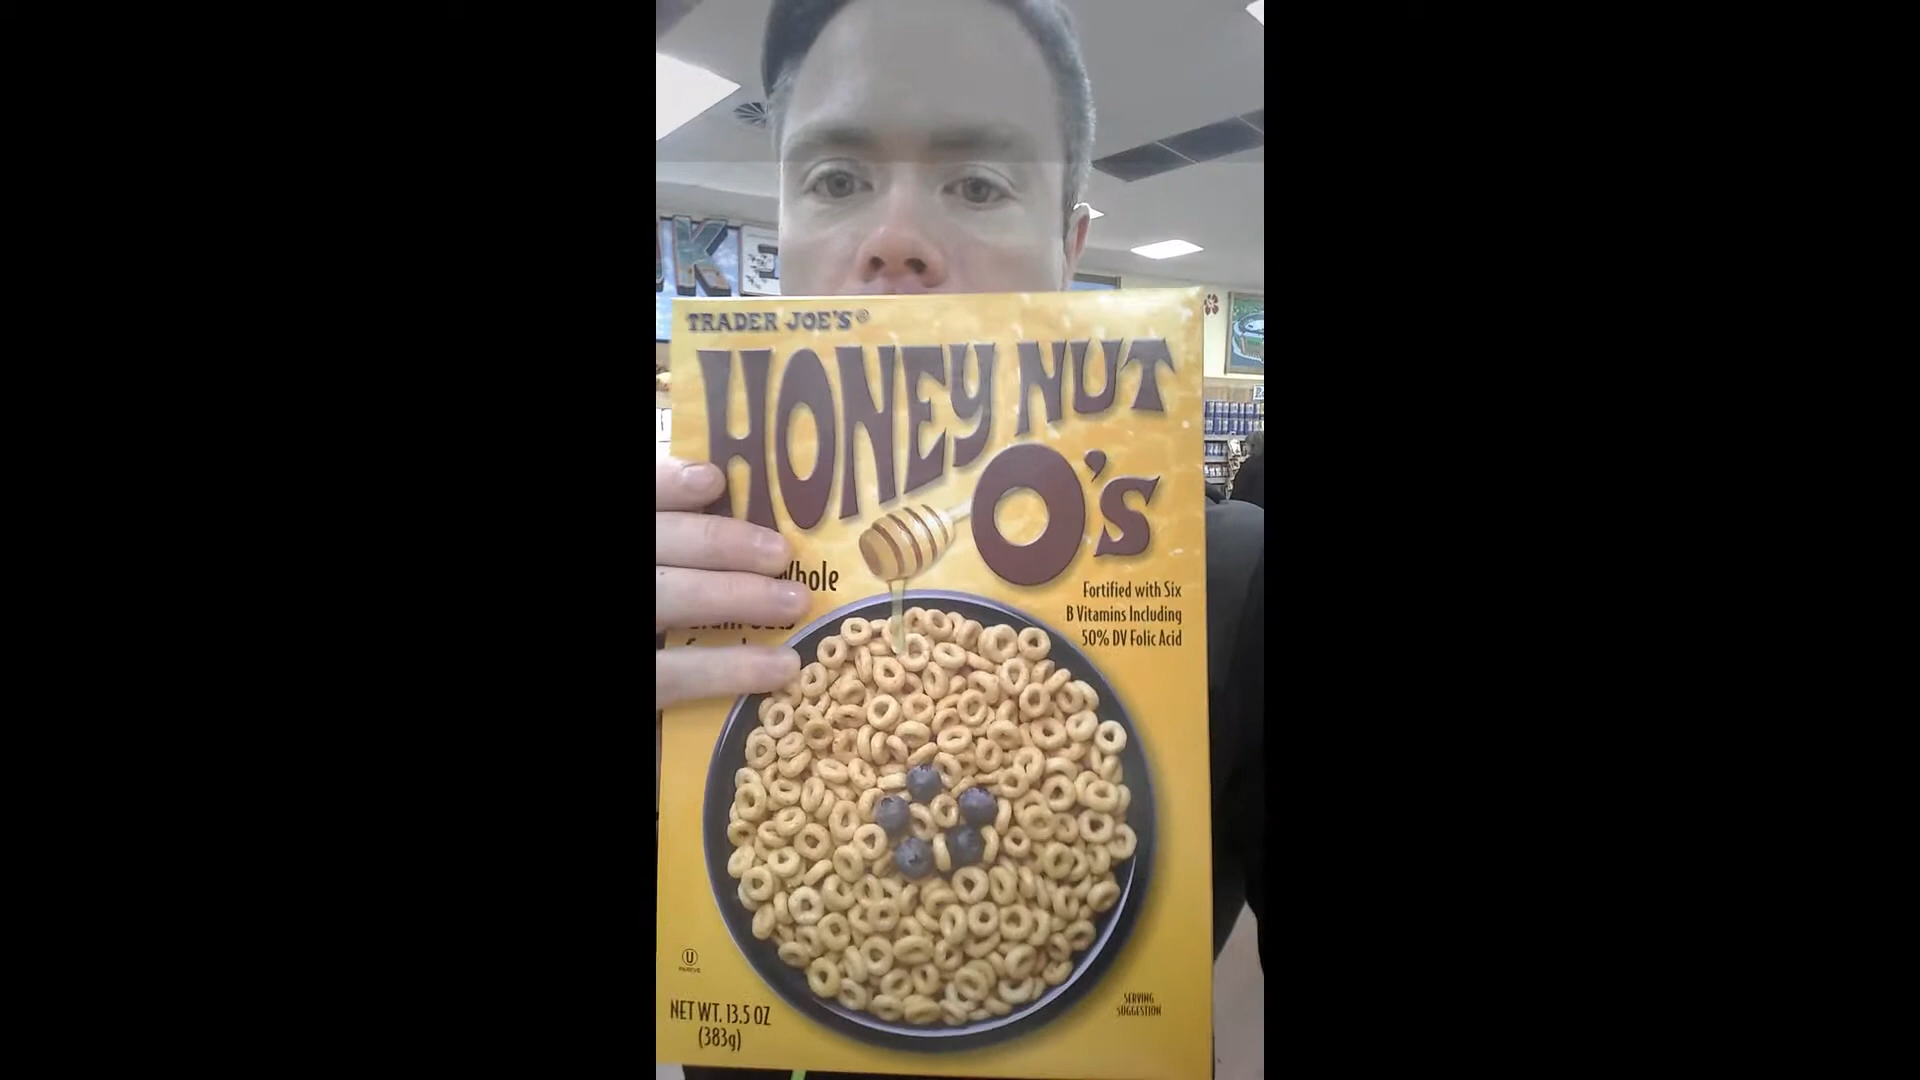 TRADER JOE'S®
HONEY NUT
O'S
Whole
Fortified with Six
B Vitamins Including
50% DV Folic Acid
U
PAREVE
NET WT. 13.5 OZ
(383g)
SERVING
SUGGESTION